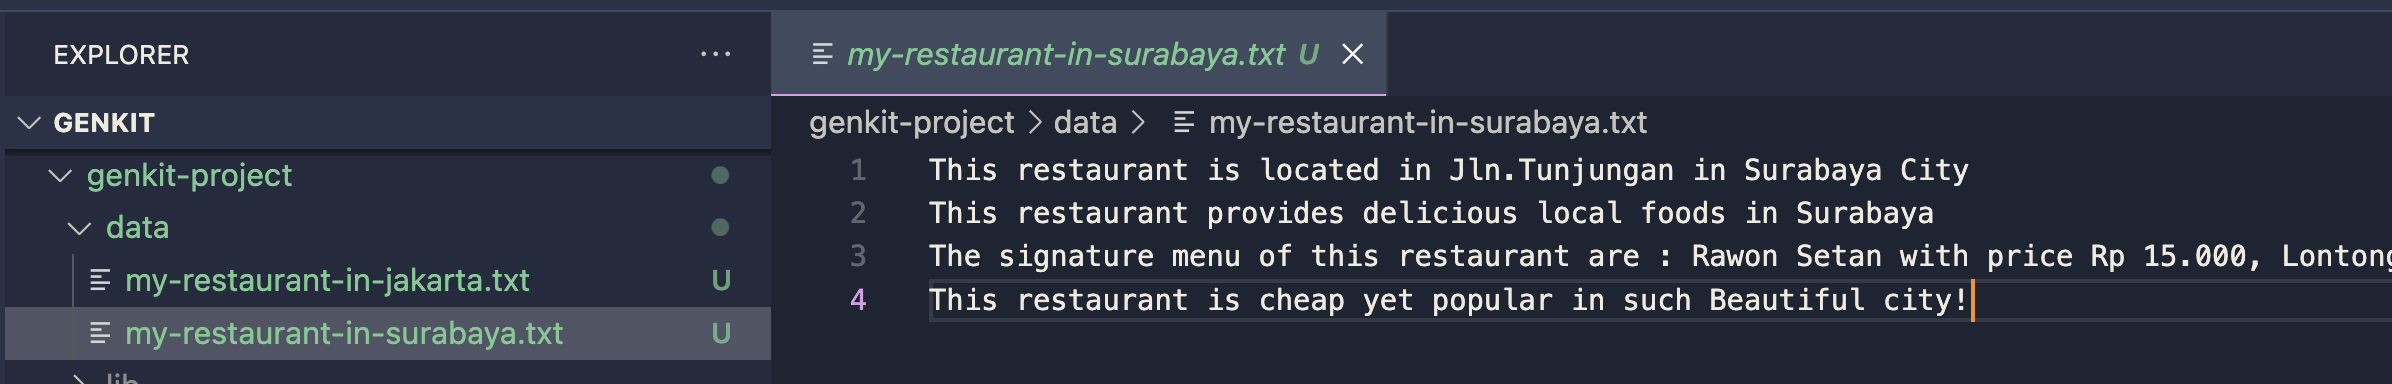 EXPLORER
GENKIT
genkit-project
data
my-restaurant-in-jakarta.txt U
my-restaurant-in-surabaya.txt U
lib
my-restaurant-in-surabaya.txt U
genkit-project > data > my-restaurant-in-surabaya.txt
1 This restaurant is located in Jln.Tunjungan in Surabaya City
2 This restaurant provides delicious local foods in Surabaya
3 The signature menu of this restaurant are : Rawon Setan with price Rp 15.000, Lontong
4 This restaurant is cheap yet popular in such Beautiful city!